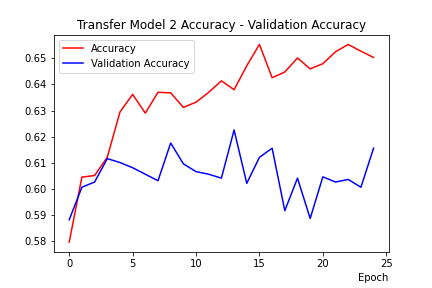 Transfer Model 2 Accuracy - Validation Accuracy
Accuracy
Validation Accuracy
0.65
0.64
0.63
0.62
0.61
0.60
0.59
0.58
0 5 10 15 20 25
Epoch